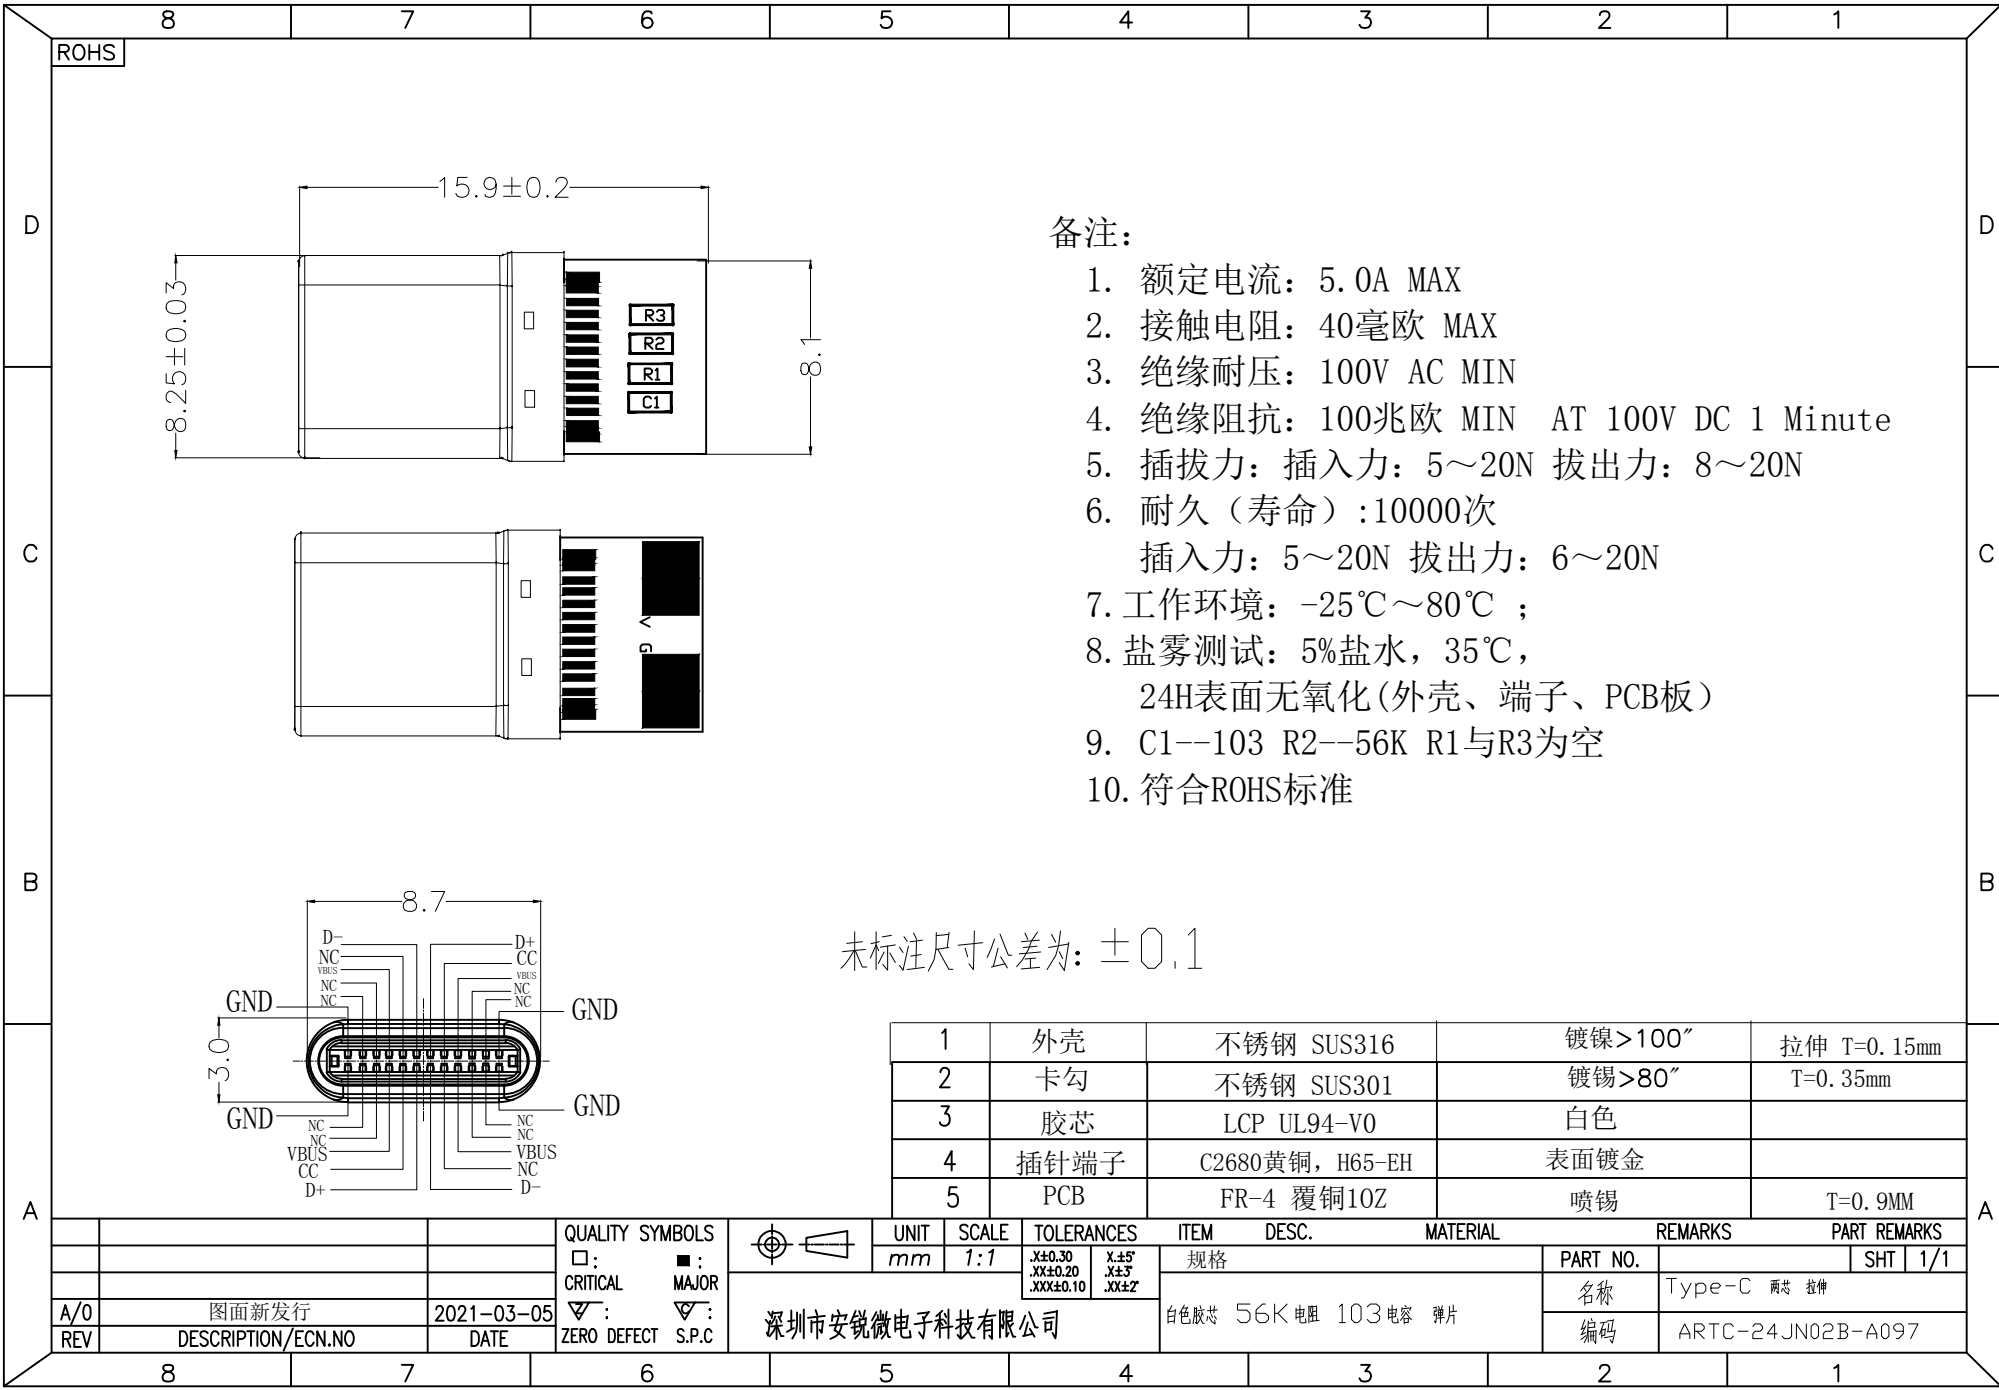 8 7 6 5 4 3 2 1
ROHS
D
D
15.9±0.2
8.25±0.03
R3
R2
R1
C1
8.1
备注：
1. 额定电流：5.0A MAX
2. 接触电阻：40毫欧 MAX
3. 绝缘耐压：100V AC MIN
4. 绝缘阻抗：100兆欧 MIN AT 100V DC 1 Minute
5. 插拔力：插入力：5～20N 拔出力：8～20N
6. 耐久（寿命）:10000次
插入力：5～20N 拔出力：6～20N
7.工作环境：-25℃～80℃ ；
8.盐雾测试：5%盐水，35℃，
24H表面无氧化(外壳、端子、PCB板）
9. C1--103 R2--56K R1与R3为空
10.符合ROHS标准
C
C
V G
B
B
8.7
D- D+
NC CC
VBUS VBUS
NC NC
NC NC
GND GND
3.0
GND GND
NC NC
NC NC
VBUS VBUS
CC NC
D+ D-
未标注尺寸公差为：±0.1
1 外壳 不锈钢 SUS316 镀镍>100″ 拉伸 T=0.15mm
2 卡勾 不锈钢 SUS301 镀锡>80″ T=0.35mm
3 胶芯 LCP UL94-V0 白色
4 插针端子 C2680黄铜，H65-EH 表面镀金
5 PCB FR-4 覆铜1OZ 喷锡 T=0.9MM
A
A
ITEM DESC. MATERIAL REMARKS PART REMARKS
QUALITY SYMBOLS
□: ■:
CRITICAL MAJOR
Z : C :
ZERO DEFECT S.P.C
UNIT SCALE TOLERANCES
mm 1:1
.X±0.30 X.±5°
.XX±0.20 .X±3°
.XXX±0.10 .XX±2°
深圳市安锐微电子科技有限公司
规格
白色胶芯 56K电阻 103电容 弹片
PART NO. SHT 1/1
名称 Type-C 两芯 拉伸
编码 ARTC-24JN02B-A097
A/0 图面新发行 2021-03-05
REV DESCRIPTION/ECN.NO DATE
8 7 6 5 4 3 2 1